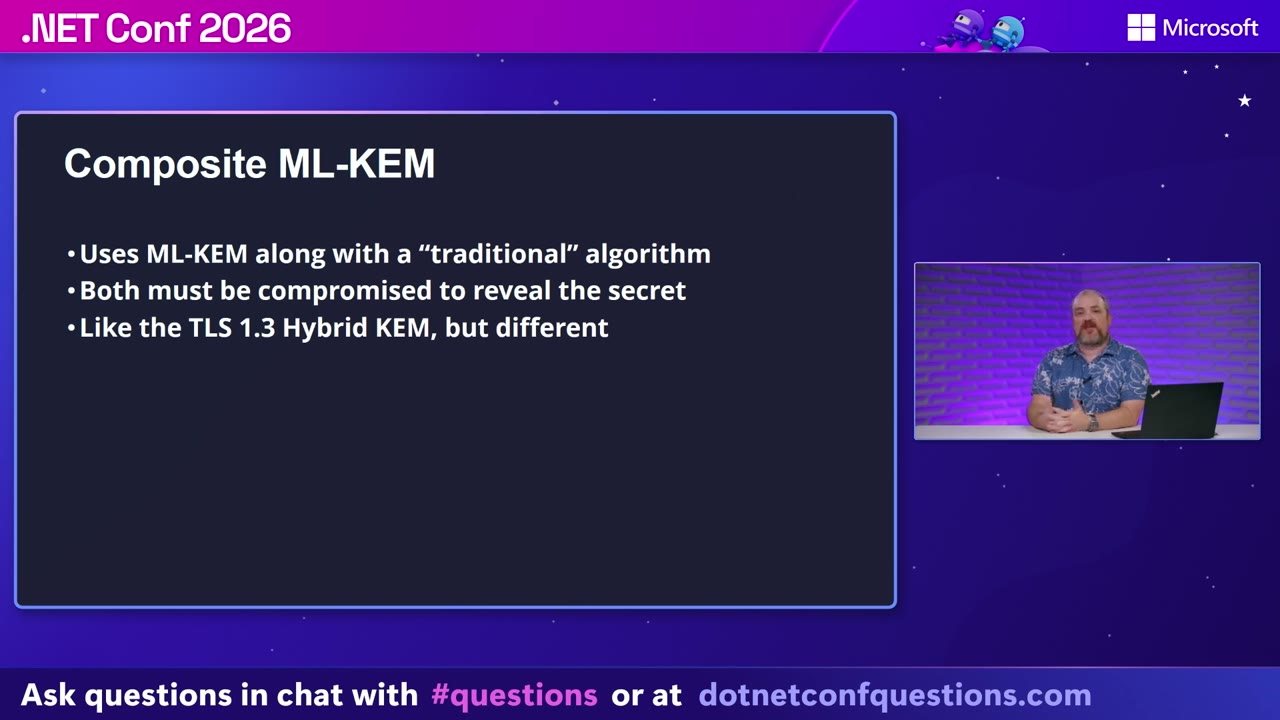 .NET Conf 2026
Microsoft
Composite ML-KEM
•Uses ML-KEM along with a “traditional” algorithm
•Both must be compromised to reveal the secret
•Like the TLS 1.3 Hybrid KEM, but different
Ask questions in chat with #questions or at dotnetconfquestions.com